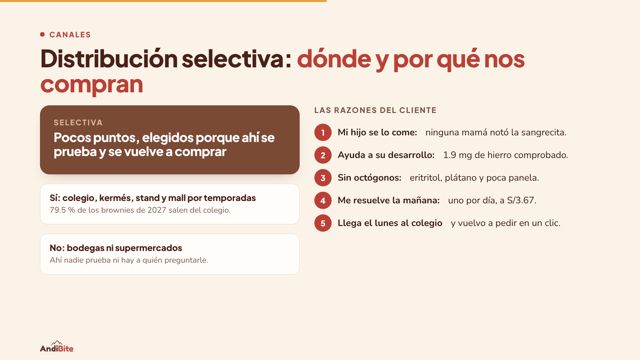 CANALES
Distribución selectiva: dónde y por qué nos
compran
SELECTIVA
Pocos puntos, elegidos porque ahí se
prueba y se vuelve a comprar
Sí: colegio, kermés, stand y mall por temporadas
79.5 % de los brownies de 2027 salen del colegio.
No: bodegas ni supermercados
Ahí nadie prueba ni hay a quién preguntarle.
LAS RAZONES DEL CLIENTE
1 Mi hijo se lo come: ninguna mamá notó la sangrecita.
2 Ayuda a su desarrollo: 1.9 mg de hierro comprobado.
3 Sin octógonos: eritritol, plátano y poca panela.
4 Me resuelve la mañana: uno por día, a S/3.67.
5 Llega el lunes al colegio y vuelvo a pedir en un clic.
AndiBite